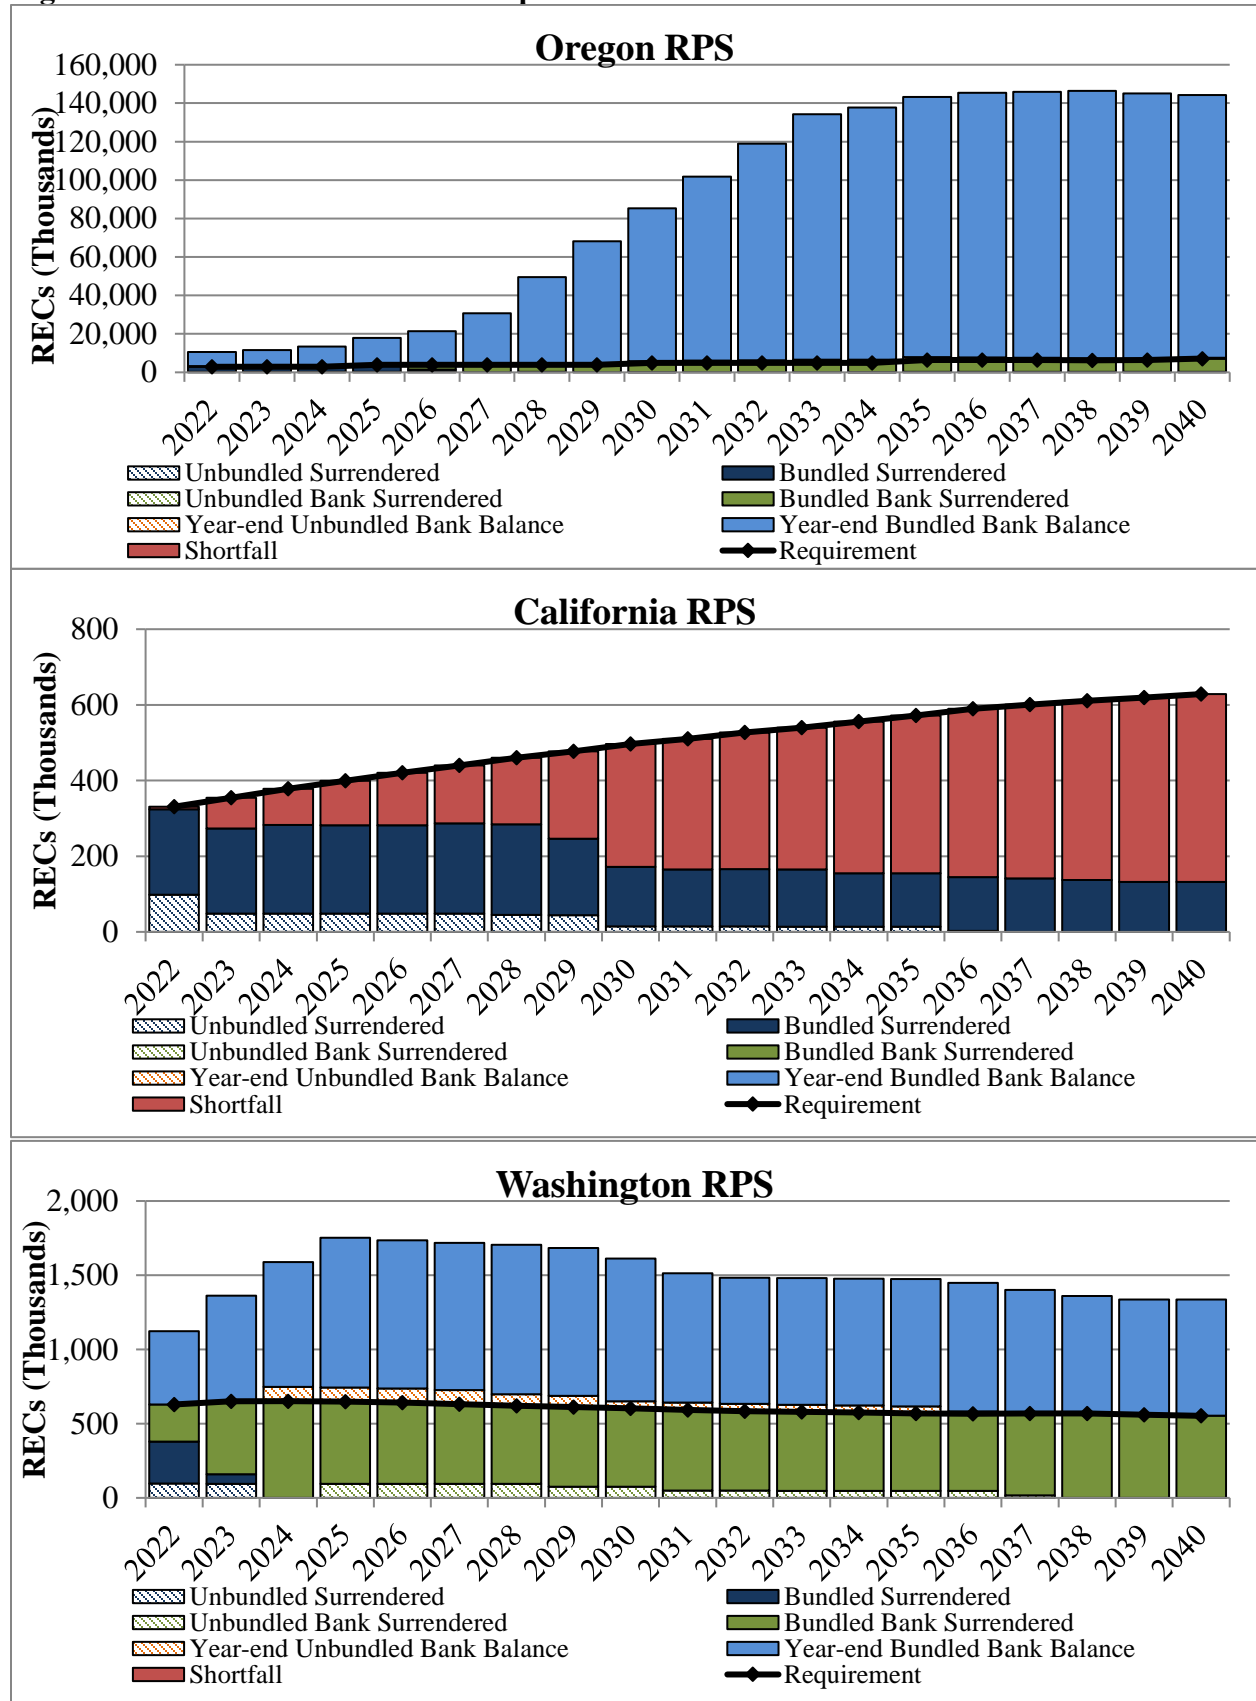 Oregon RPS
RECs (Thousands)
160,000
140,000
120,000
100,000
80,000
60,000
40,000
20,000
0
2022 2023 2024 2025 2026 2027 2028 2029 2030 2031 2032 2033 2034 2035 2036 2037 2038 2039 2040
Unbundled Surrendered Bundled Surrendered
Unbundled Bank Surrendered Bundled Bank Surrendered
Year-end Unbundled Bank Balance Year-end Bundled Bank Balance
Shortfall Requirement
California RPS
RECs (Thousands)
800
600
400
200
0
2022 2023 2024 2025 2026 2027 2028 2029 2030 2031 2032 2033 2034 2035 2036 2037 2038 2039 2040
Unbundled Surrendered Bundled Surrendered
Unbundled Bank Surrendered Bundled Bank Surrendered
Year-end Unbundled Bank Balance Year-end Bundled Bank Balance
Shortfall Requirement
Washington RPS
RECs (Thousands)
2,000
1,500
1,000
500
0
2022 2023 2024 2025 2026 2027 2028 2029 2030 2031 2032 2033 2034 2035 2036 2037 2038 2039 2040
Unbundled Surrendered Bundled Surrendered
Unbundled Bank Surrendered Bundled Bank Surrendered
Year-end Unbundled Bank Balance Year-end Bundled Bank Balance
Shortfall Requirement